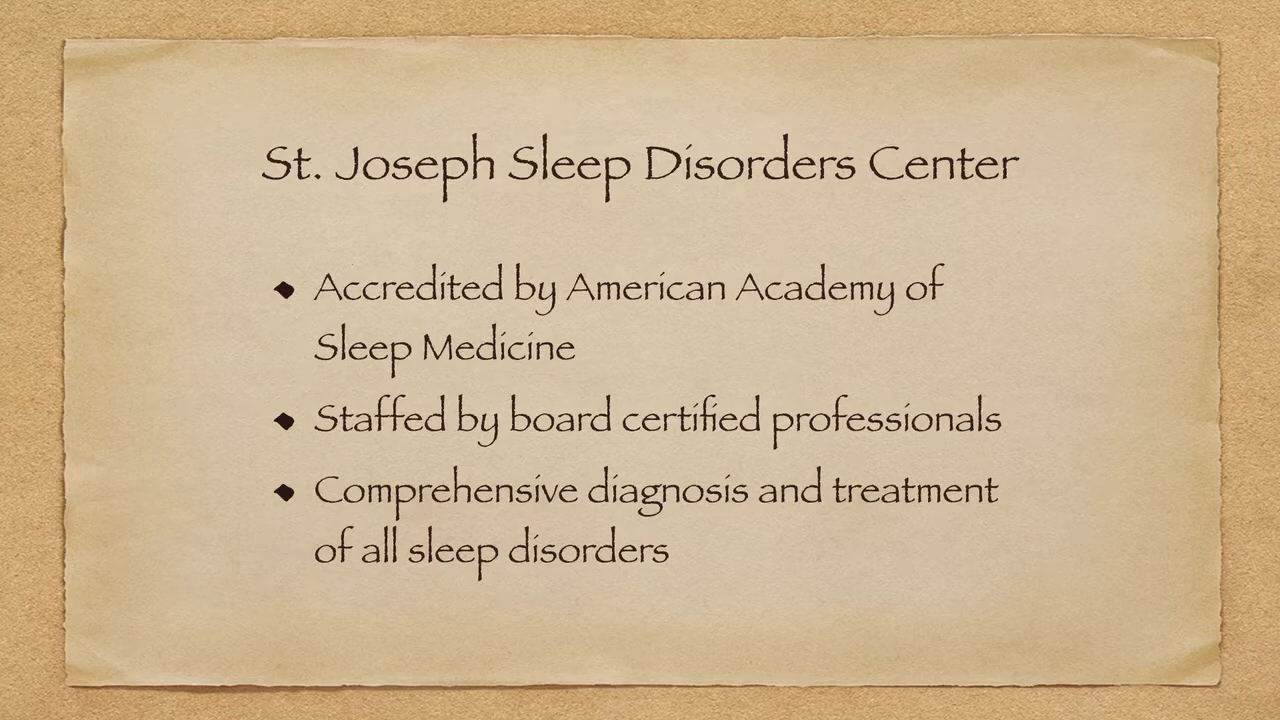 St. Joseph Sleep Disorders Center
◆ Accredited by American Academy of
Sleep Medicine
◆ Staffed by board certified professionals
◆ Comprehensive diagnosis and treatment
of all sleep disorders